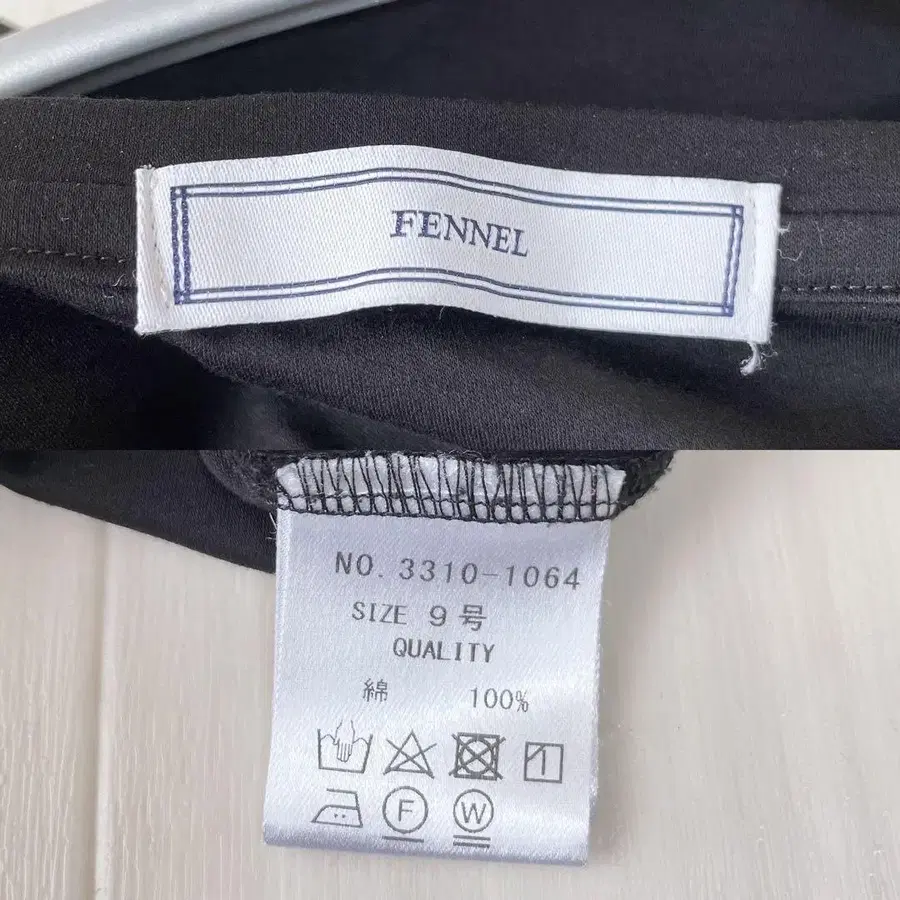 FENNEL
NO. 3310-1064
SIZE 9号
QUALITY
綿 100%
F W